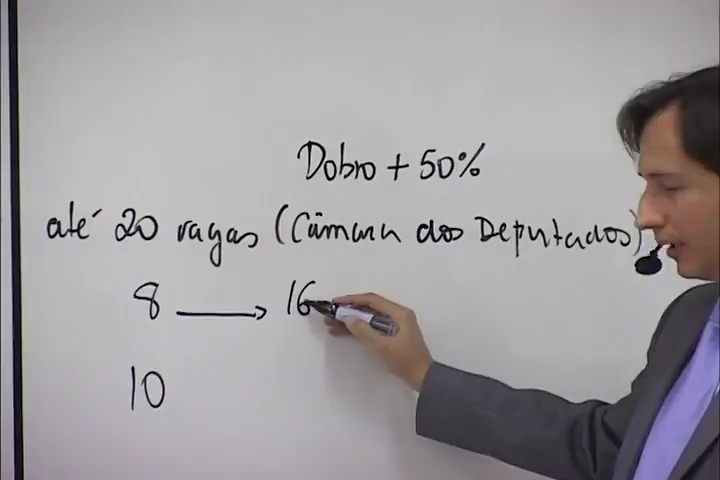 Dobro + 50%
até 20 vagas (Câmara dos Deputados)
8 → 16
10